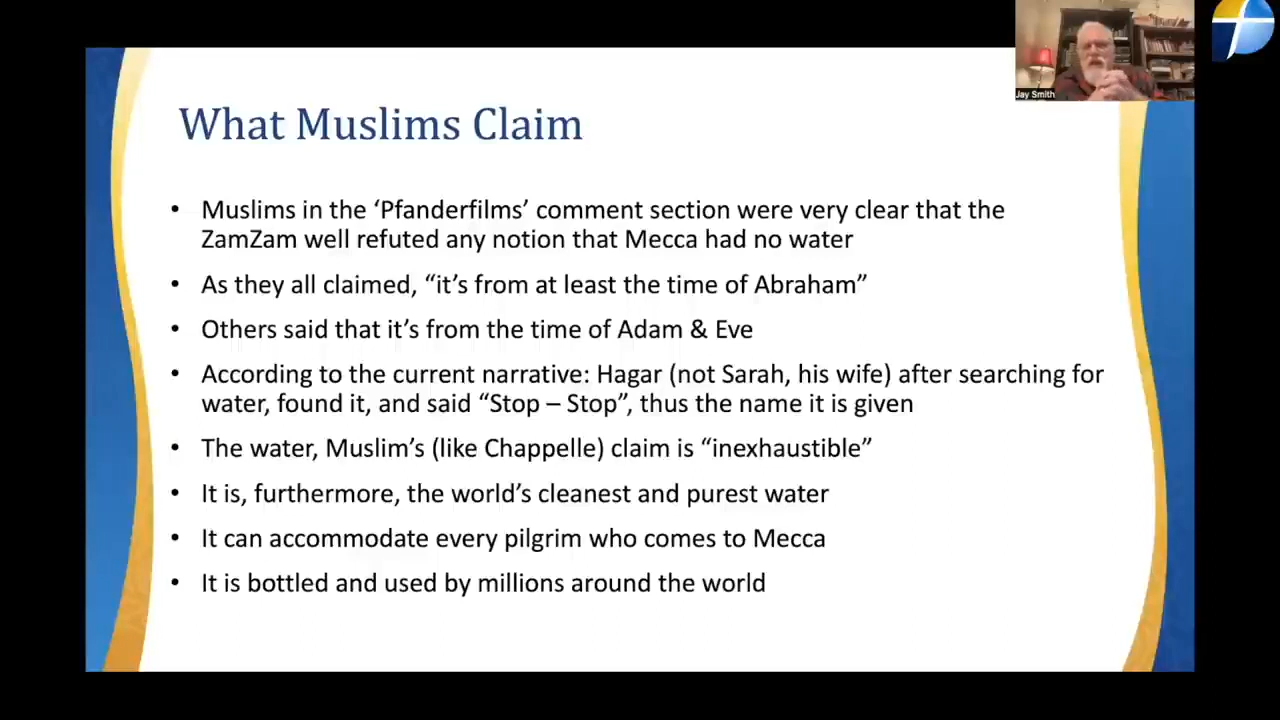 Jay Smith
What Muslims Claim
• Muslims in the ‘Pfanderfilms’ comment section were very clear that the
ZamZam well refuted any notion that Mecca had no water
• As they all claimed, “it’s from at least the time of Abraham”
• Others said that it’s from the time of Adam & Eve
• According to the current narrative: Hagar (not Sarah, his wife) after searching for
water, found it, and said “Stop – Stop”, thus the name it is given
• The water, Muslim’s (like Chappelle) claim is “inexhaustible”
• It is, furthermore, the world’s cleanest and purest water
• It can accommodate every pilgrim who comes to Mecca
• It is bottled and used by millions around the world